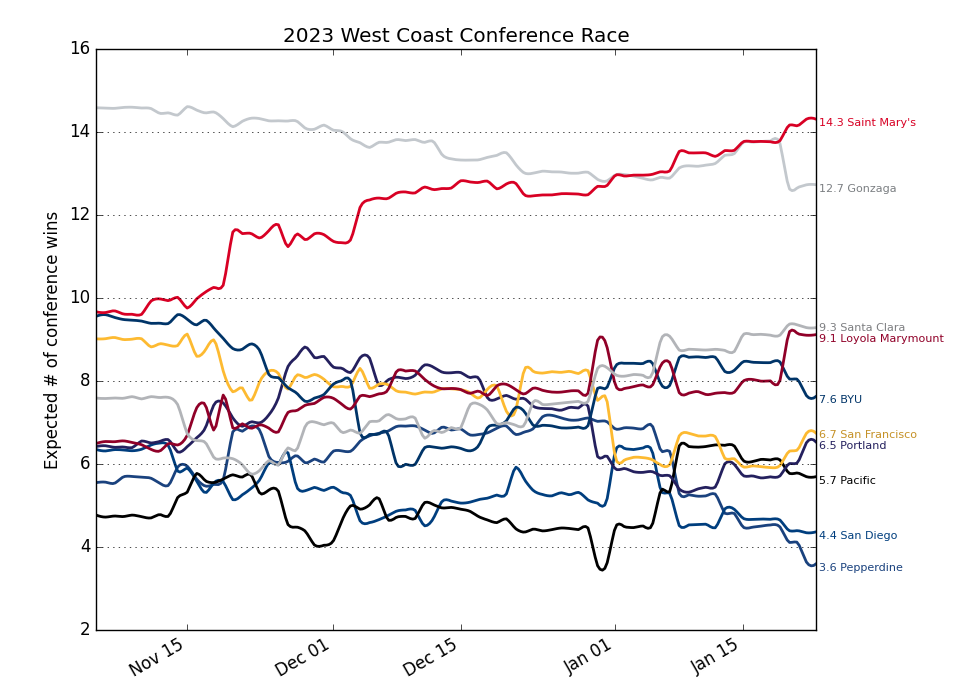 2023 West Coast Conference Race
Expected # of conference wins
16
14
12
10
8
6
4
2
Nov 15
Dec 01
Dec 15
Jan 01
Jan 15
14.3 Saint Mary's
12.7 Gonzaga
9.3 Santa Clara
9.1 Loyola Marymount
7.6 BYU
6.7 San Francisco
6.5 Portland
5.7 Pacific
4.4 San Diego
3.6 Pepperdine